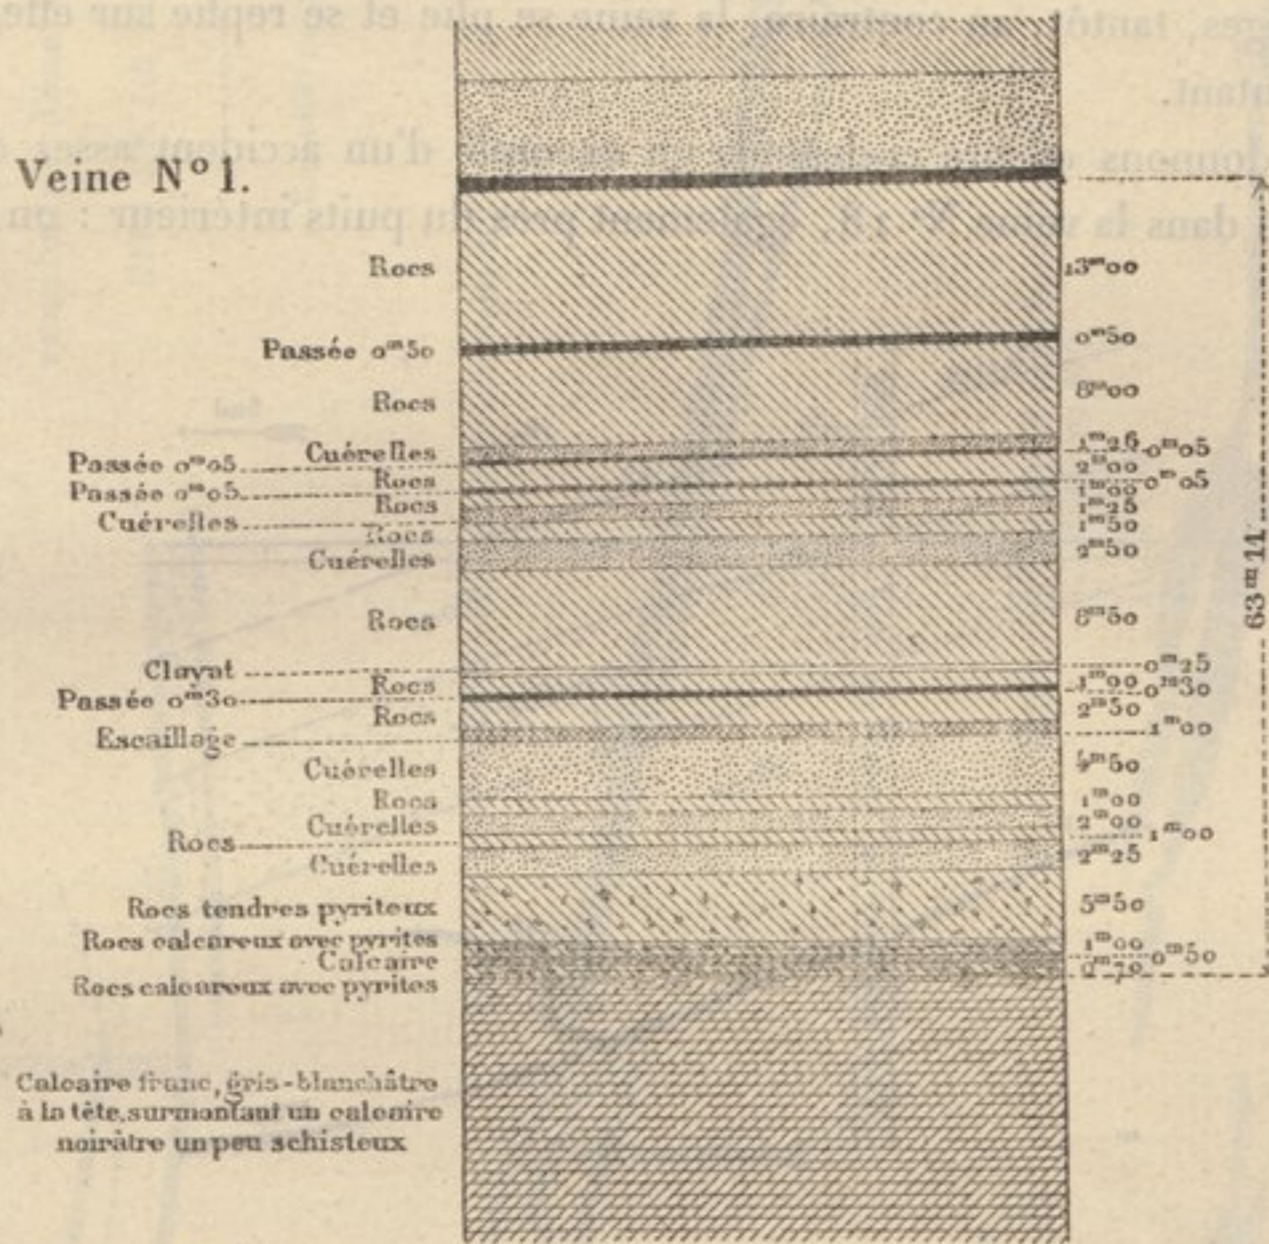 Veine N° 1.
Rocs 13m00
Passée 0m50 0m50
Rocs 8m00
Cuérelles 1m26
Passée 0m05 0m05
Rocs 2m00
Passée 0m05 0m05
Rocs 1m00
Cuérelles 1m25
Rocs 1m50
Cuérelles 2m50
Rocs 8m50
63m11
Clayat 0m25
Rocs 1m00
Passée 0m30 0m30
Rocs 2m50
Escaillage 1m00
Cuérelles 4m50
Rocs 1m00
Cuérelles 2m00
Rocs 1m00
Cuérelles 2m25
Rocs tendres pyriteux 5m50
Rocs calcareux avec pyrites 1m00
Calcaire 0m50
Rocs calcareux avec pyrites
Calcaire franc, gris-blanchâtre
à la tête, surmontant un calcaire
noirâtre un peu schisteux